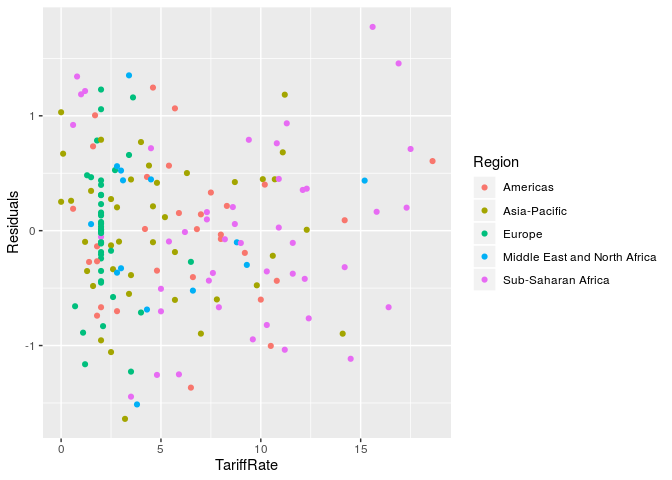 1
0
-1
0
5
10
15
TariffRate
Residuals
Region
Americas
Asia-Pacific
Europe
Middle East and North Africa
Sub-Saharan Africa